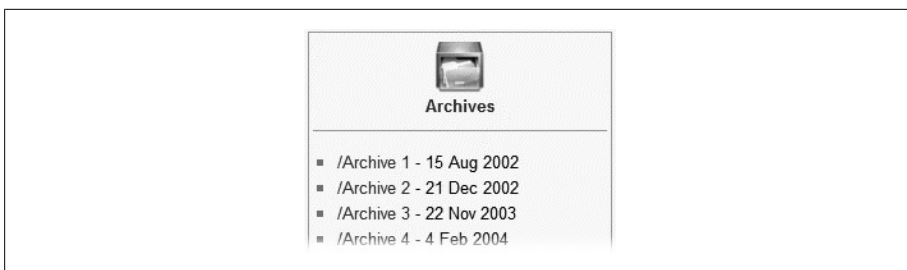 Archives
/Archive 1 - 15 Aug 2002
/Archive 2 - 21 Dec 2002
/Archive 3 - 22 Nov 2003
/Archive 4 - 4 Feb 2004